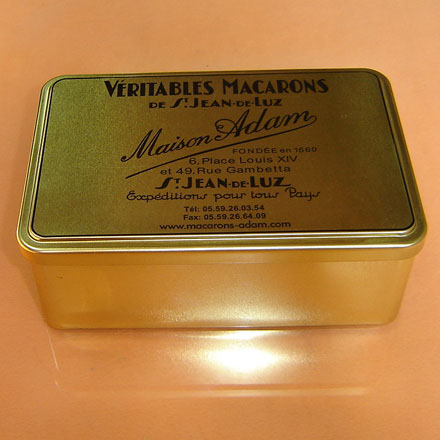 VÉRITABLES MACARONS
DE ST JEAN-DE-LUZ
Maison Adam
FONDÉE en 1660
6, Place Louis XIV
et 49, Rue Gambetta
ST JEAN-DE-LUZ
Expéditions pour tous Pays
Tél: 05.59.26.03.54
Fax: 05.59.26.64.09
www.macarons-adam.com